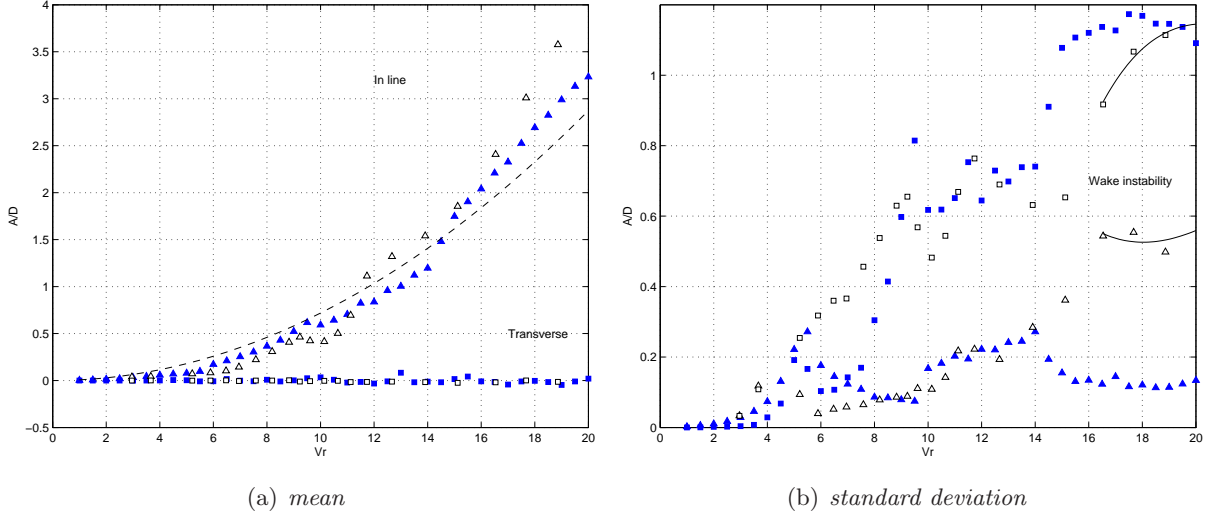 4
3.5
3
2.5
2
1.5
1
0.5
0
−0.5
0 2 4 6 8 10 12 14 16 18 20
Vr
A/D
In line
Transverse
(a) mean
1
0.8
0.6
0.4
0.2
0
0 2 4 6 8 10 12 14 16 18 20
Vr
A/D
Wake instability
(b) standard deviation